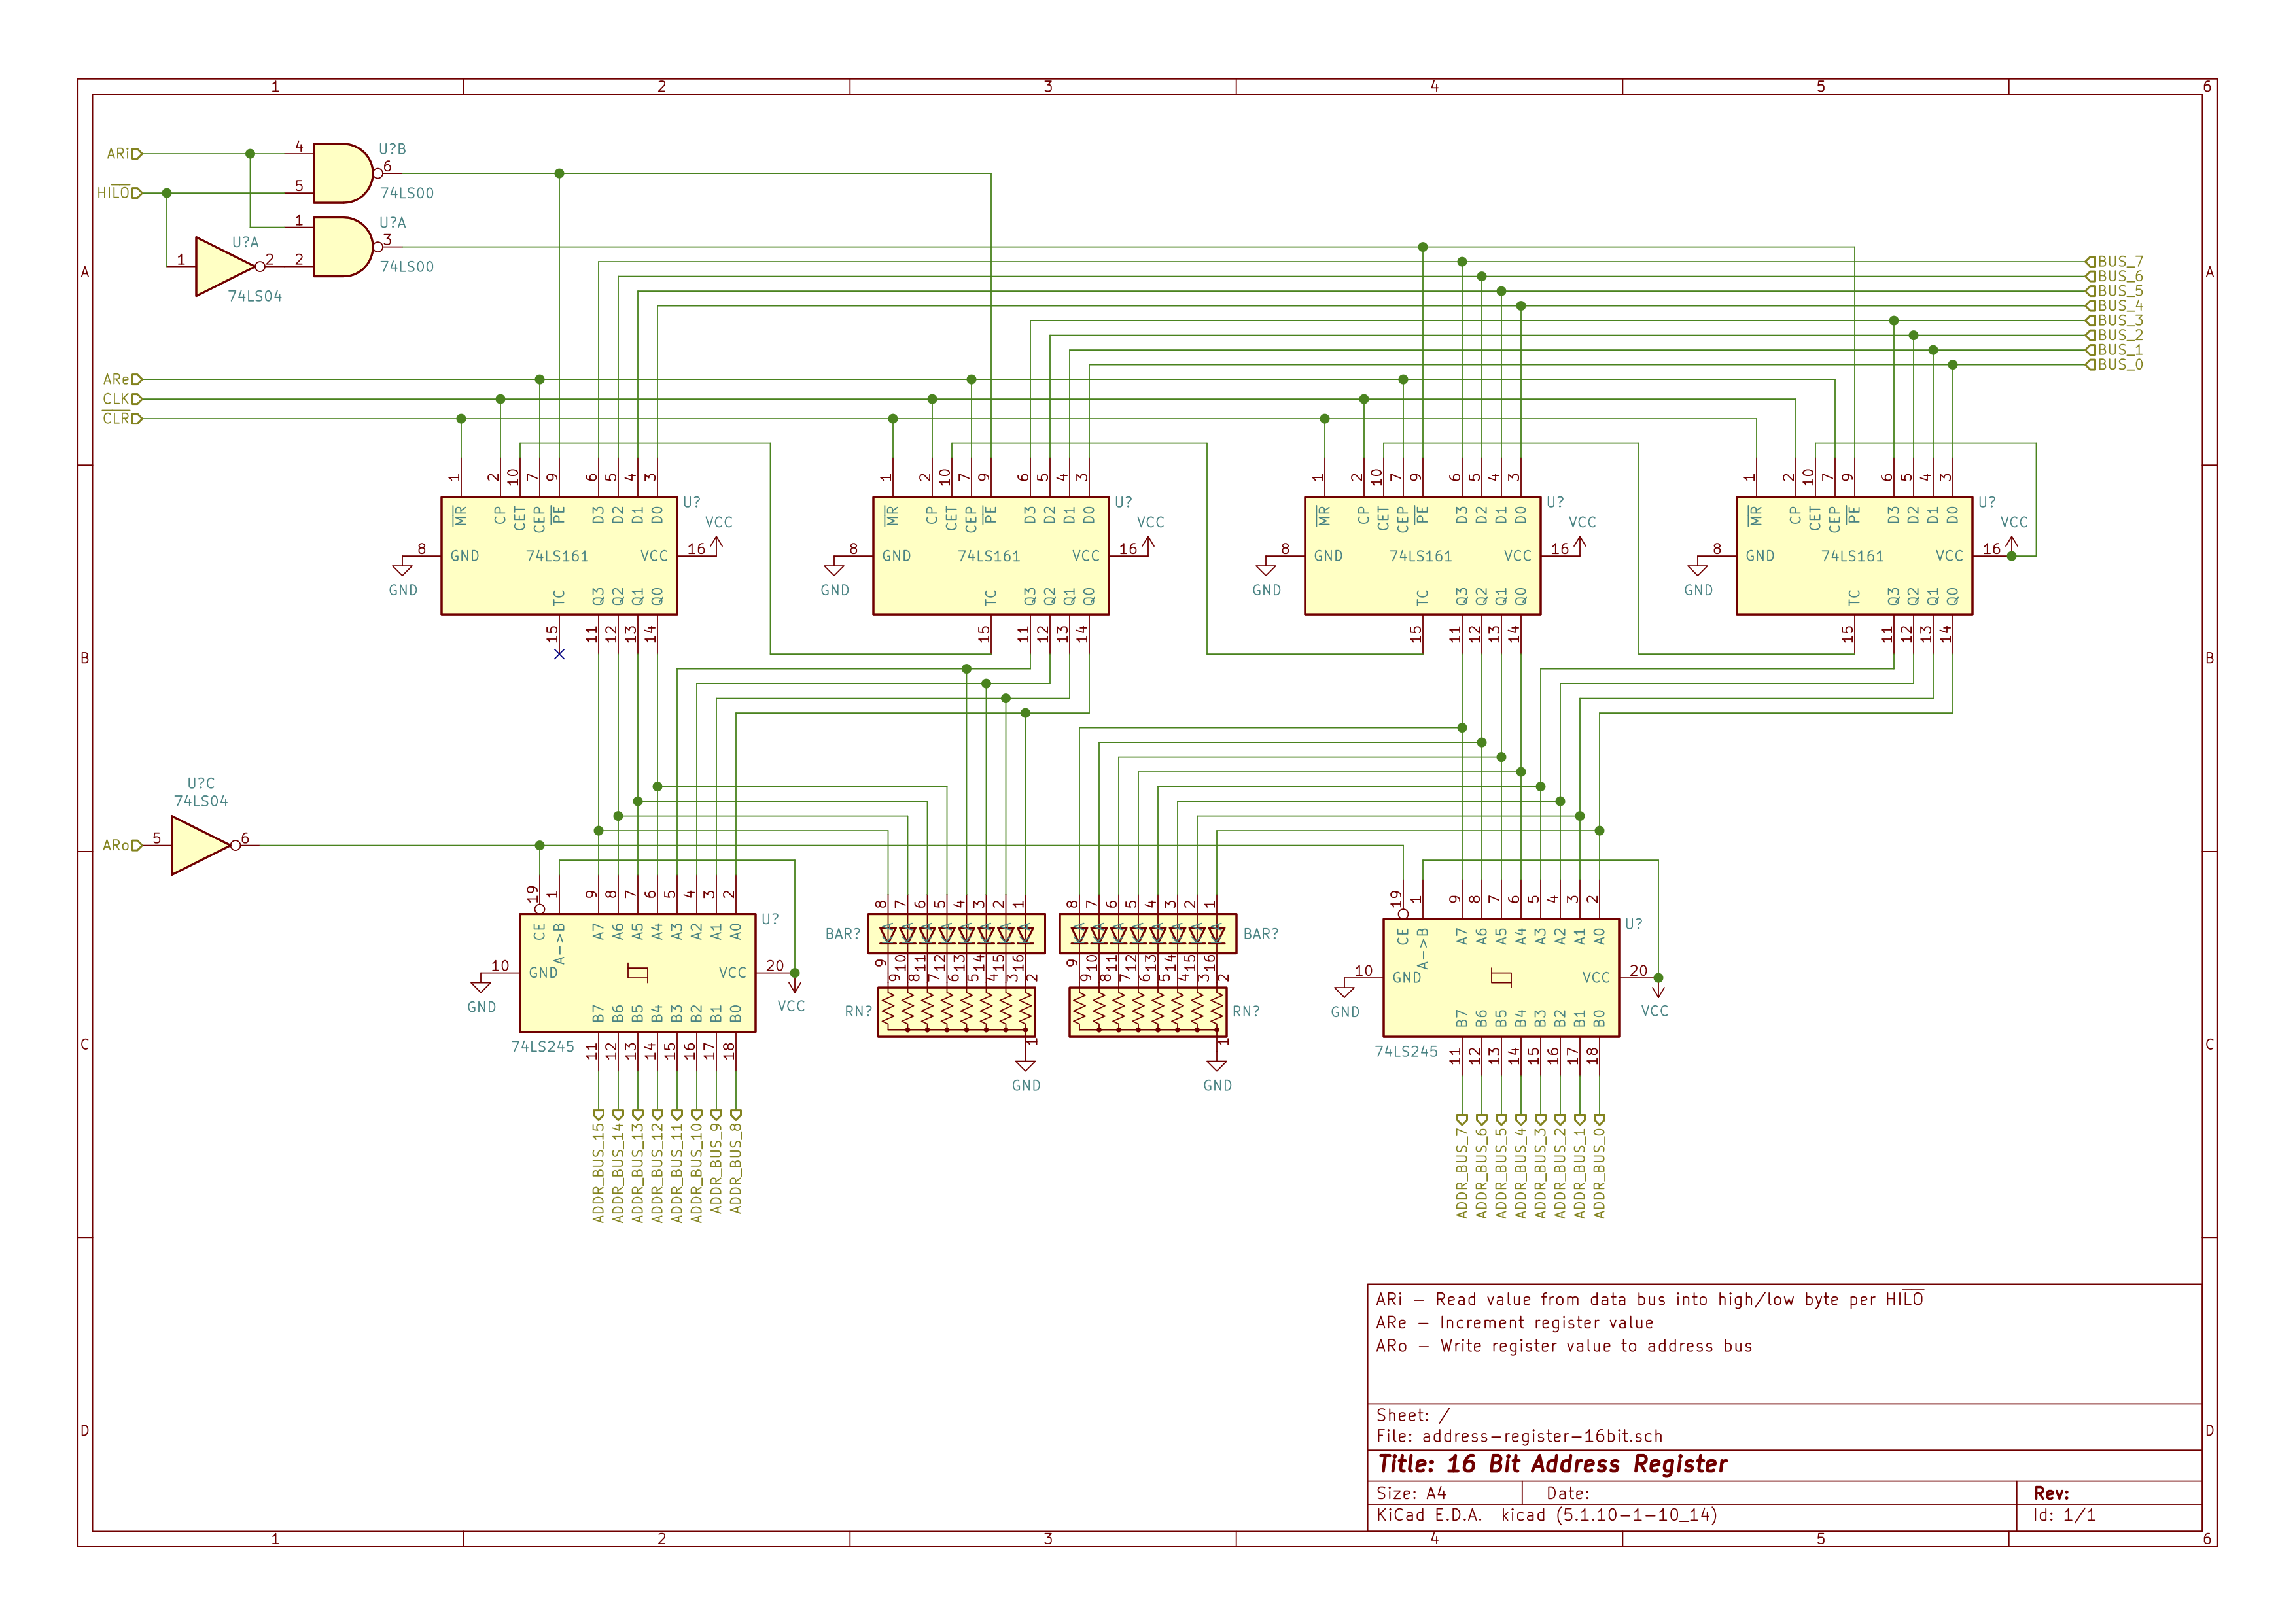 1 2 3 4 5 6
ARi
4
6
U?B
HILO
5
74LS00
1
3
U?A
U?A
1 2
2
74LS00
74LS04
A A
BUS_7
BUS_6
BUS_5
BUS_4
BUS_3
BUS_2
BUS_1
BUS_0
ARe
CLK
CLR
1 2 10 7 9 6 5 4 3
1 2 10 7 9 6 5 4 3
1 2 10 7 9 6 5 4 3
1 2 10 7 9 6 5 4 3
U? U? U? U?
VCC VCC VCC VCC
MR CP CET CEP PE D3 D2 D1 D0
MR CP CET CEP PE D3 D2 D1 D0
MR CP CET CEP PE D3 D2 D1 D0
MR CP CET CEP PE D3 D2 D1 D0
8 GND 74LS161 VCC 16
8 GND 74LS161 VCC 16
8 GND 74LS161 VCC 16
8 GND 74LS161 VCC 16
GND GND GND GND
TC Q3 Q2 Q1 Q0
TC Q3 Q2 Q1 Q0
TC Q3 Q2 Q1 Q0
TC Q3 Q2 Q1 Q0
15 11 12 13 14
15 11 12 13 14
15 11 12 13 14
15 11 12 13 14
B B
U?C
74LS04
ARo
5 6
19 1 9 8 7 6 5 4 3 2
8 7 6 5 4 3 2 1
8 7 6 5 4 3 2 1
19 1 9 8 7 6 5 4 3 2
U?
BAR?
BAR?
U?
CE A->B A7 A6 A5 A4 A3 A2 A1 A0
CE A->B A7 A6 A5 A4 A3 A2 A1 A0
9 10 11 12 13 14 15 16
9 10 11 12 13 14 15 16
9 8 7 6 5 4 3 2
9 8 7 6 5 4 3 2
10 GND VCC 20
10 GND VCC 20
GND VCC
RN?
RN?
GND VCC
B7 B6 B5 B4 B3 B2 B1 B0
B7 B6 B5 B4 B3 B2 B1 B0
1
1
74LS245
74LS245
11 12 13 14 15 16 17 18
11 12 13 14 15 16 17 18
GND
GND
C C
ADDR_BUS_15
ADDR_BUS_14
ADDR_BUS_13
ADDR_BUS_12
ADDR_BUS_11
ADDR_BUS_10
ADDR_BUS_9
ADDR_BUS_8
ADDR_BUS_7
ADDR_BUS_6
ADDR_BUS_5
ADDR_BUS_4
ADDR_BUS_3
ADDR_BUS_2
ADDR_BUS_1
ADDR_BUS_0
ARi – Read value from data bus into high/low byte per HILO
ARe – Increment register value
ARo – Write register value to address bus
D D
Sheet: /
File: address-register-16bit.sch
Title: 16 Bit Address Register
Size: A4 Date: Rev:
KiCad E.D.A. kicad (5.1.10-1-10_14) Id: 1/1
1 2 3 4 5 6